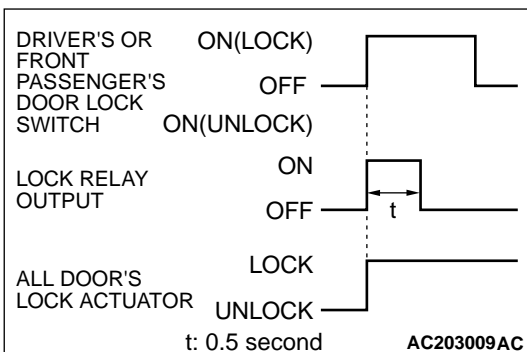 DRIVER'S OR
FRONT
PASSENGER'S
DOOR LOCK
SWITCH
ON(LOCK)
OFF
ON(UNLOCK)
LOCK RELAY
OUTPUT
ON
OFF
t
ALL DOOR'S
LOCK ACTUATOR
LOCK
UNLOCK
t: 0.5 second
AC203009AC